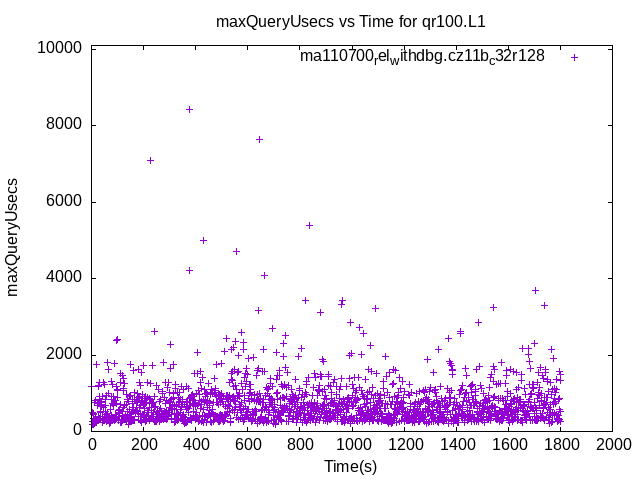 maxQueryUsecs vs Time for qr100.L1
ma110700relwithdbg.cz11bc32r128
maxQueryUsecs
10000
8000
6000
4000
2000
0
0 200 400 600 800 1000 1200 1400 1600 1800 2000
Time(s)